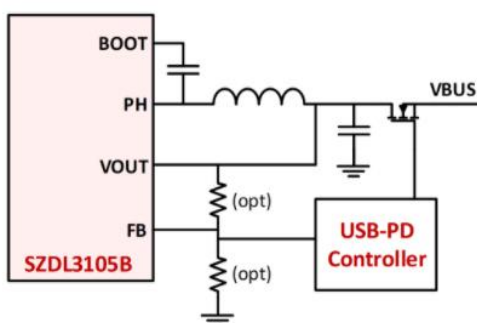 BOOT
PH
VBUS
VOUT
(opt)
FB
USB-PD
Controller
(opt)
SZDL3105B